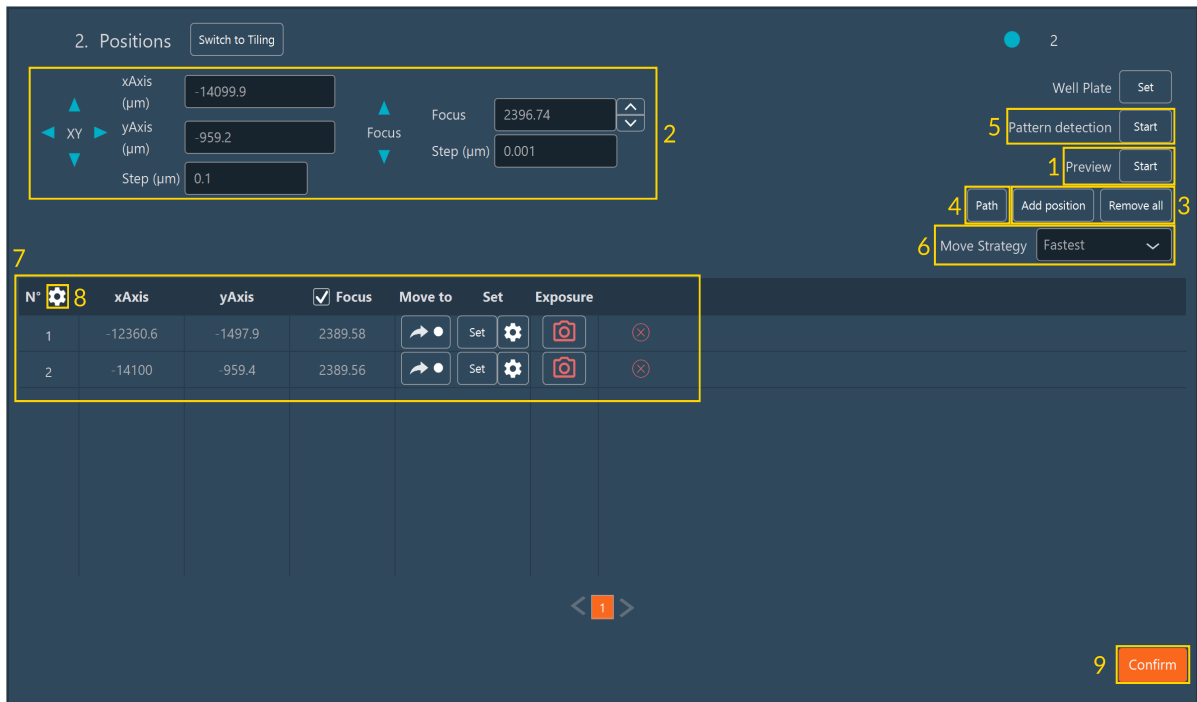 2. Positions Switch to Tiling 2
xAxis (µm) -14099.9
yAxis (µm) -959.2
Step (µm) 0.1
XY
Focus
Focus 2396.74
Step (µm) 0.001
2
Well Plate Set
5 Pattern detection Start
1 Preview Start
4 Path Add position Remove all 3
6 Move Strategy Fastest
7
N° 8 xAxis yAxis Focus Move to Set Exposure
1 -12360.6 -1497.9 2389.58 Set
2 -14100 -959.4 2389.56 Set
1
9 Confirm